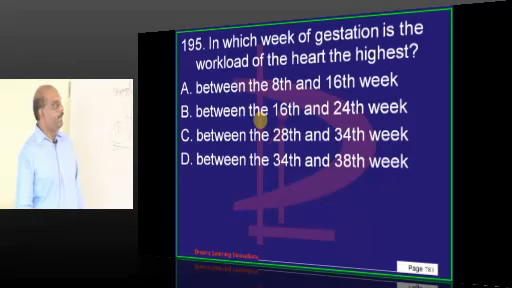 195. In which week of gestation is the
workload of the heart the highest?
A. between the 8th and 16th week
B. between the 16th and 24th week
C. between the 28th and 34th week
D. between the 34th and 38th week
Learning Innovations
Page